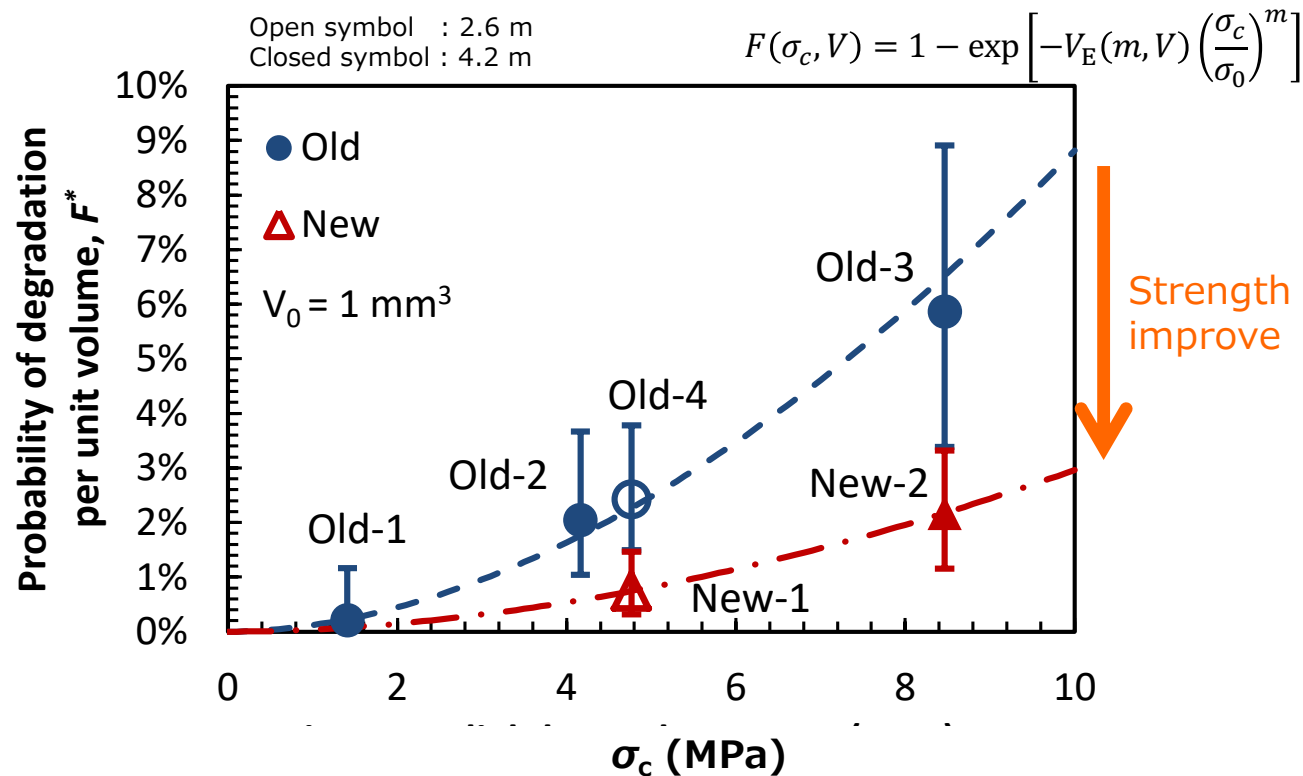 Open symbol : 2.6 m
Closed symbol : 4.2 m
F(σc, V) = 1 − exp[−VE(m, V)(σc/σ0)^m]
Probability of degradation
per unit volume, F*
10%
9%
8%
7%
6%
5%
4%
3%
2%
1%
0%
Old
New
V0 = 1 mm3
Old-1
Old-2
Old-4
Old-3
New-1
New-2
Strength
improve
0 2 4 6 8 10
σc (MPa)